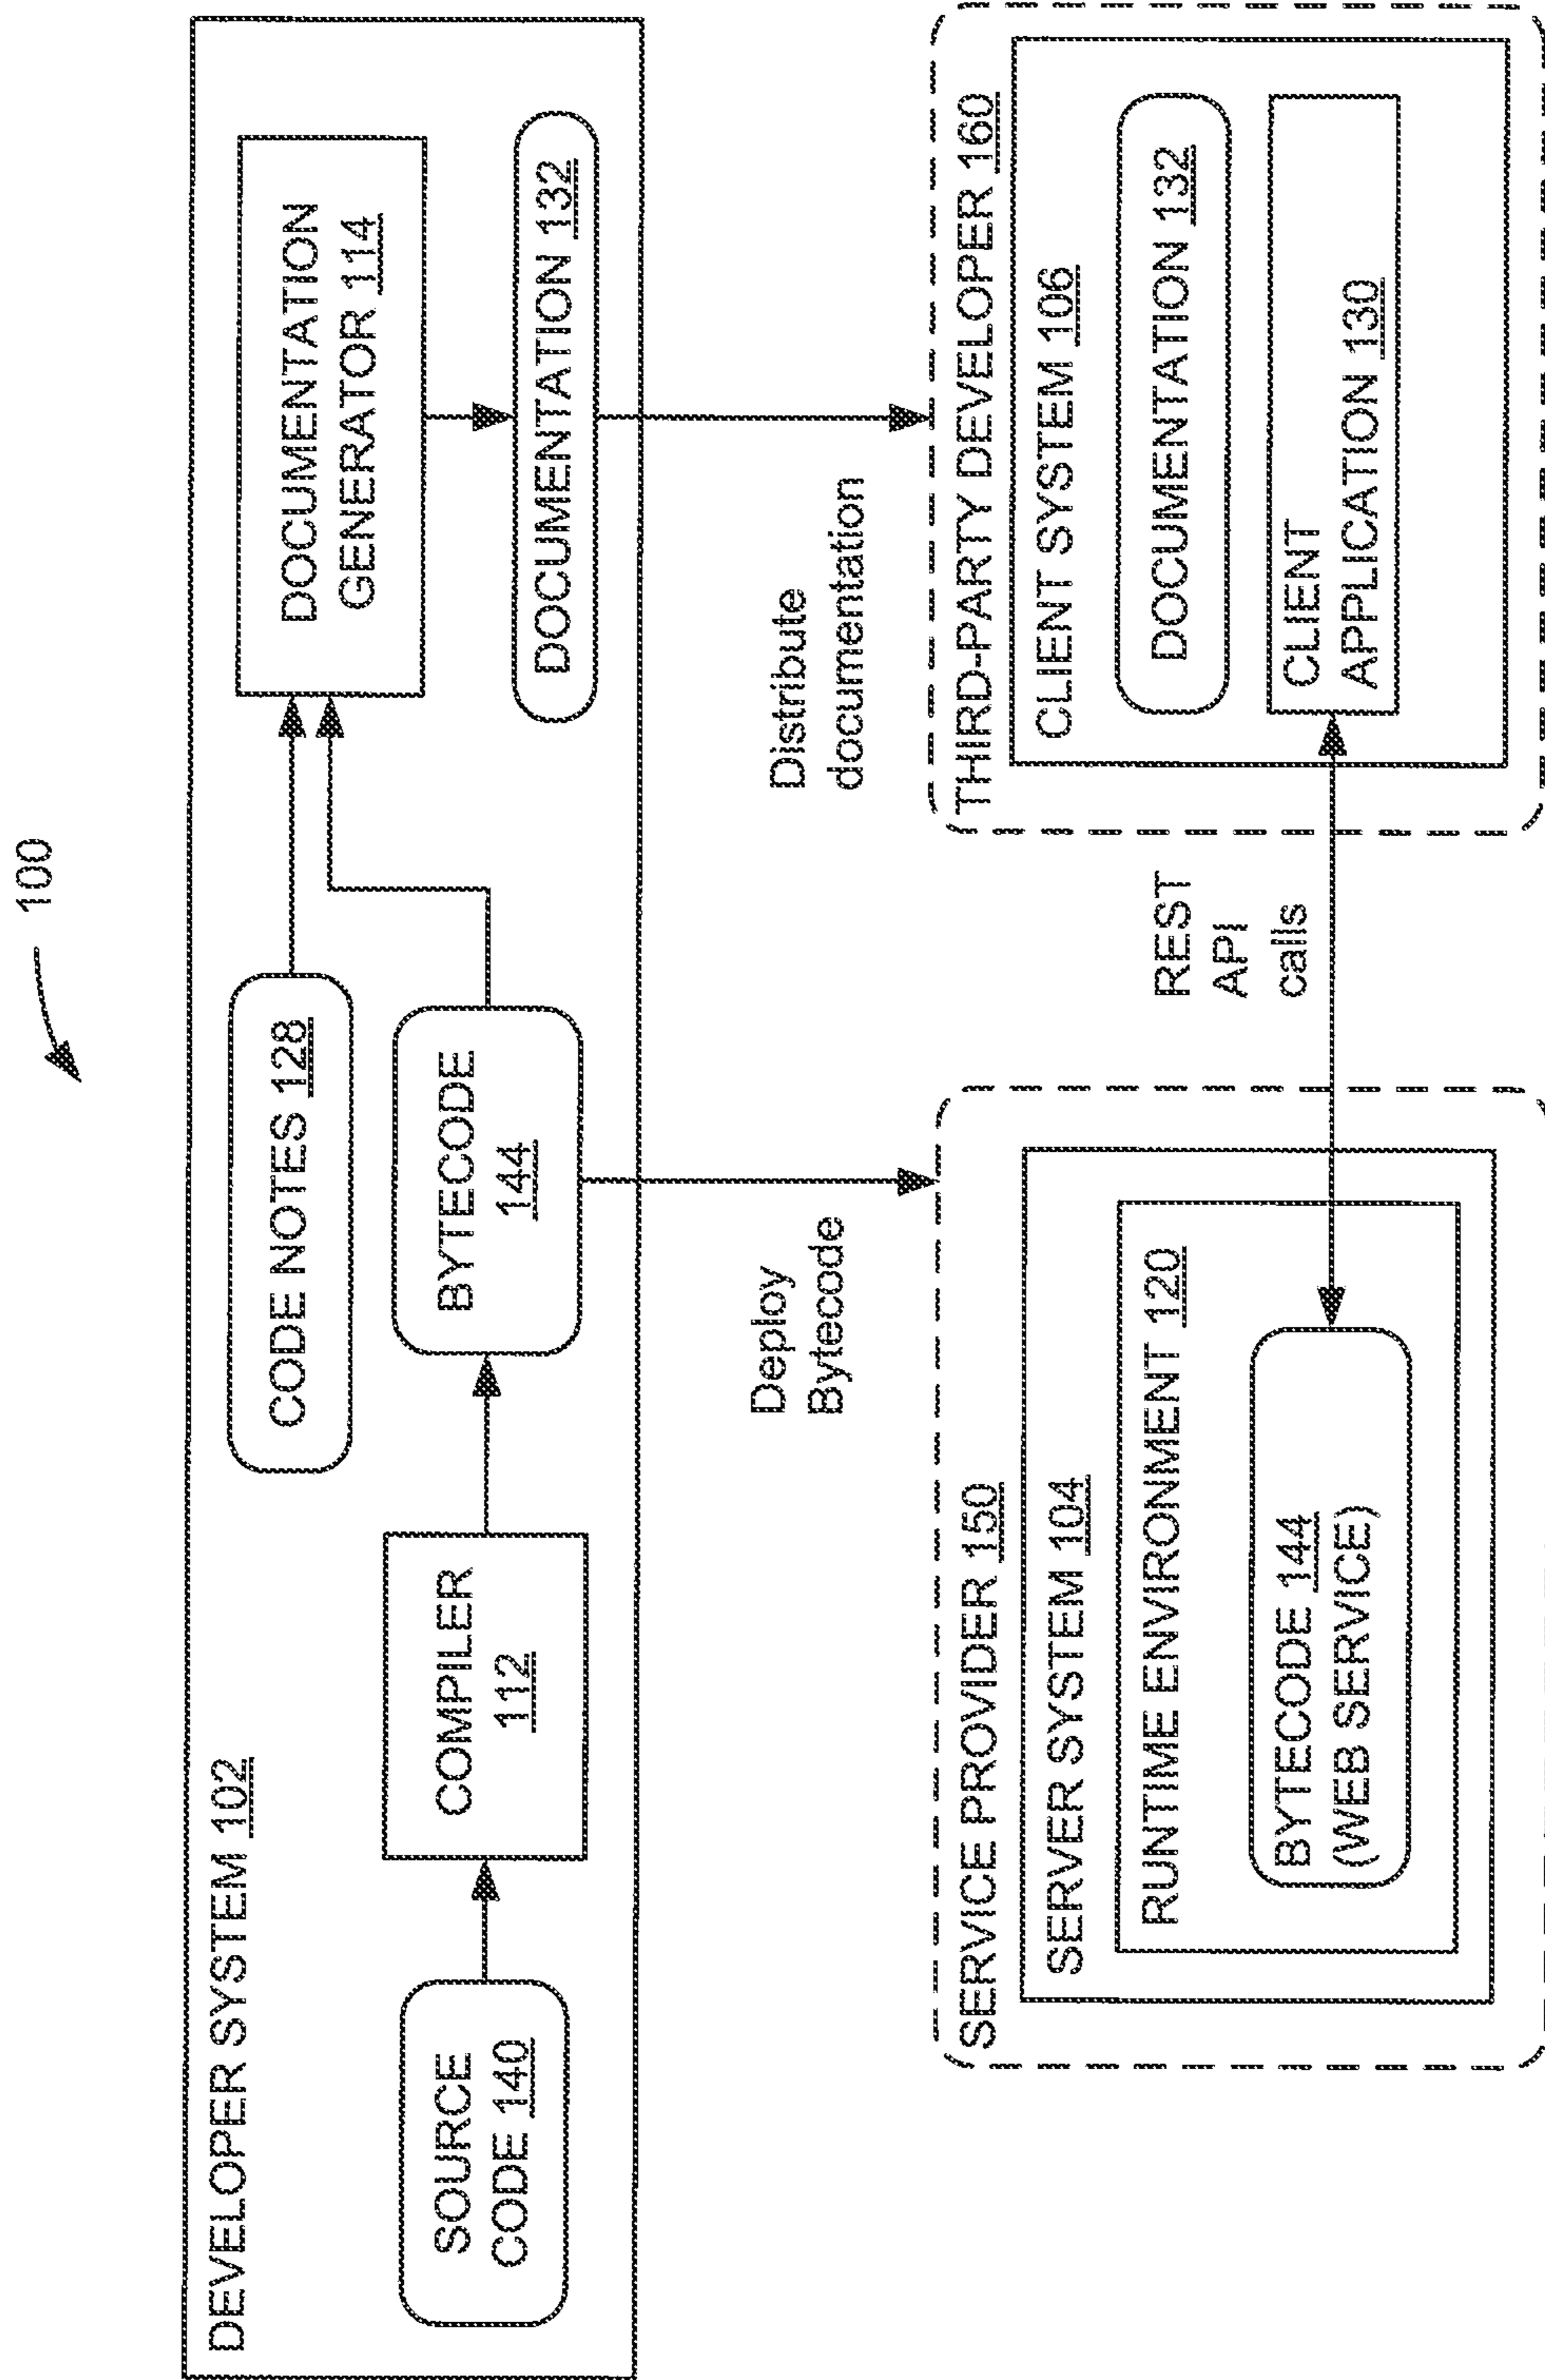 100
DEVELOPER SYSTEM 102
CODE NOTES 128
DOCUMENTATION
GENERATOR 114
SOURCE
CODE 140
COMPILER
112
BYTECODE
144
DOCUMENTATION 132
Deploy
Bytecode
Distribute
documentation
SERVICE PROVIDER 150
SERVER SYSTEM 104
RUNTIME ENVIRONMENT 120
BYTECODE 144
(WEB SERVICE)
REST
API
calls
THIRD-PARTY DEVELOPER 160
CLIENT SYSTEM 106
DOCUMENTATION 132
CLIENT
APPLICATION 130